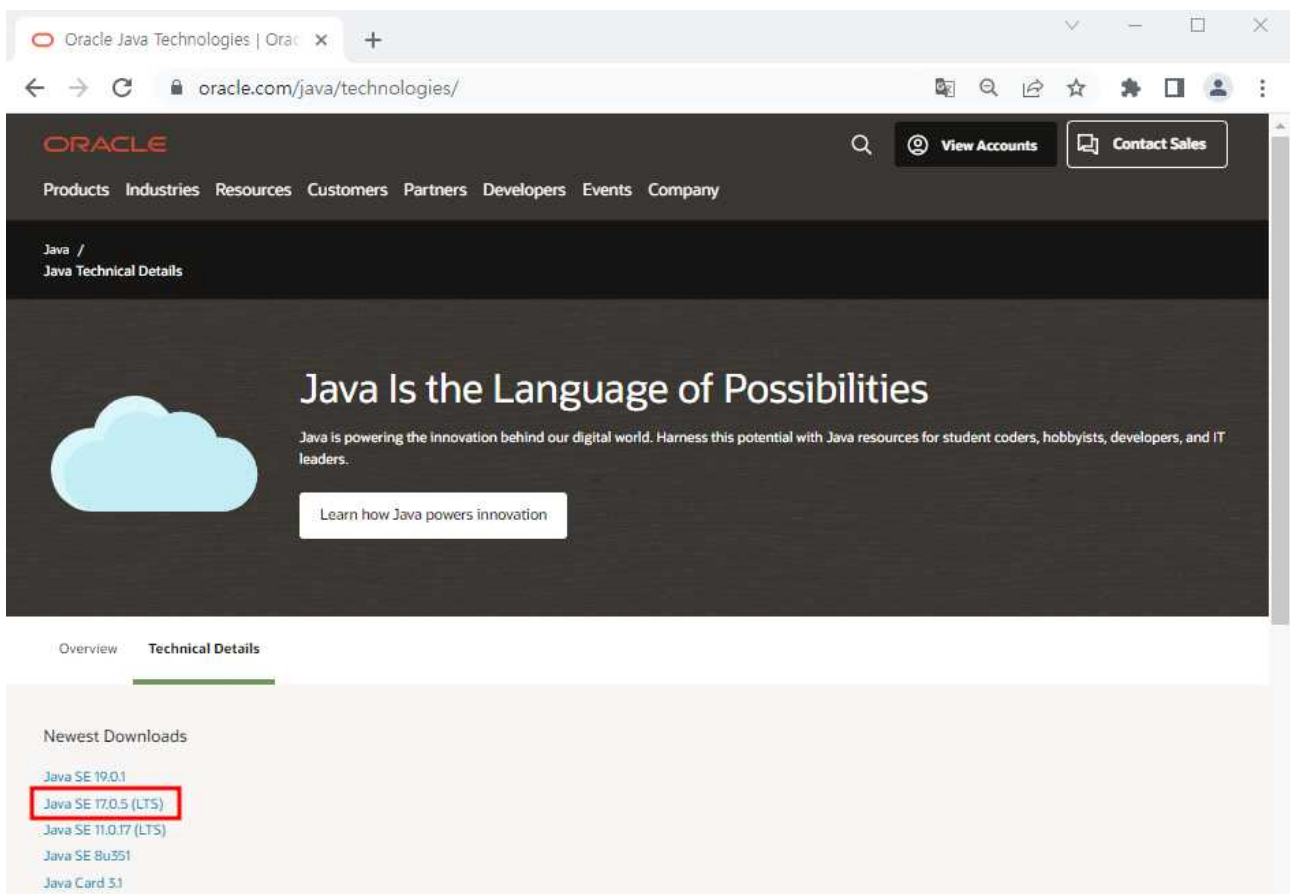 Oracle Java Technologies | Orac
oracle.com/java/technologies/
ORACLE
View Accounts
Contact Sales
Products Industries Resources Customers Partners Developers Events Company
Java /
Java Technical Details
Java Is the Language of Possibilities
Java is powering the innovation behind our digital world. Harness this potential with Java resources for student coders, hobbyists, developers, and IT
leaders.
Learn how Java powers innovation
Overview Technical Details
Newest Downloads
Java SE 19.0.1
Java SE 17.0.5 (LTS)
Java SE 11.0.17 (LTS)
Java SE 8u351
Java Card 3.1